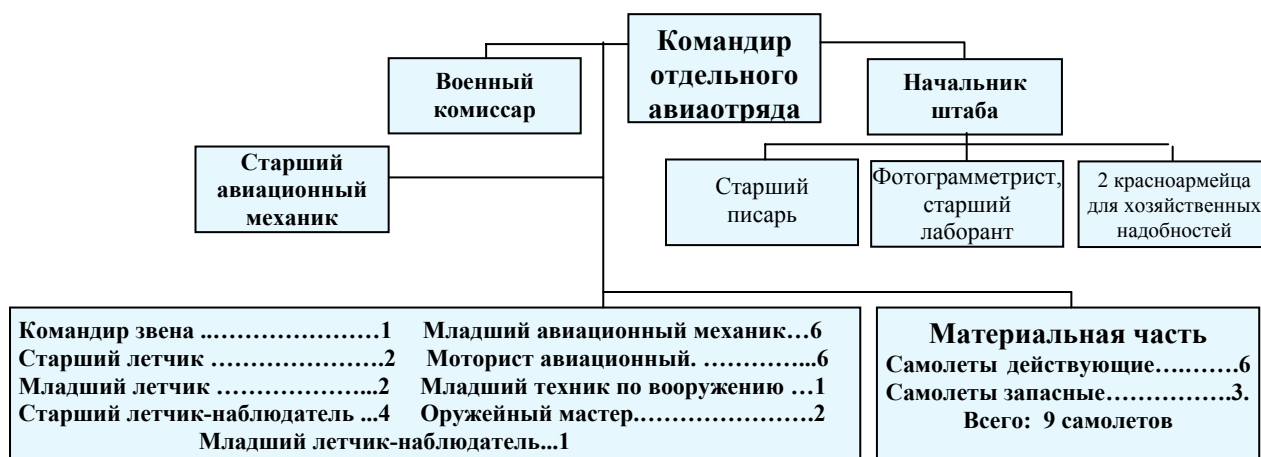 Командир
отдельного
авиаотряда
Военный
комиссар
Начальник
штаба
Старший
авиационный
механик
Старший
писарь
Фотограмметрист,
старший
лаборант
2 красноармейца
для хозяйственных
надобностей
Командир звена ...…………………1
Старший летчик ……………………2
Младший летчик ……………………2
Старший летчик-наблюдатель ...4
Младший авиационный механик…6
Моторист авиационный. ………...6
Младший техник по вооружению …1
Оружейный мастер.………………2
Младший летчик-наблюдатель...1
Материальная часть
Самолеты действующие….…….6
Самолеты запасные…………….3.
Всего: 9 самолетов